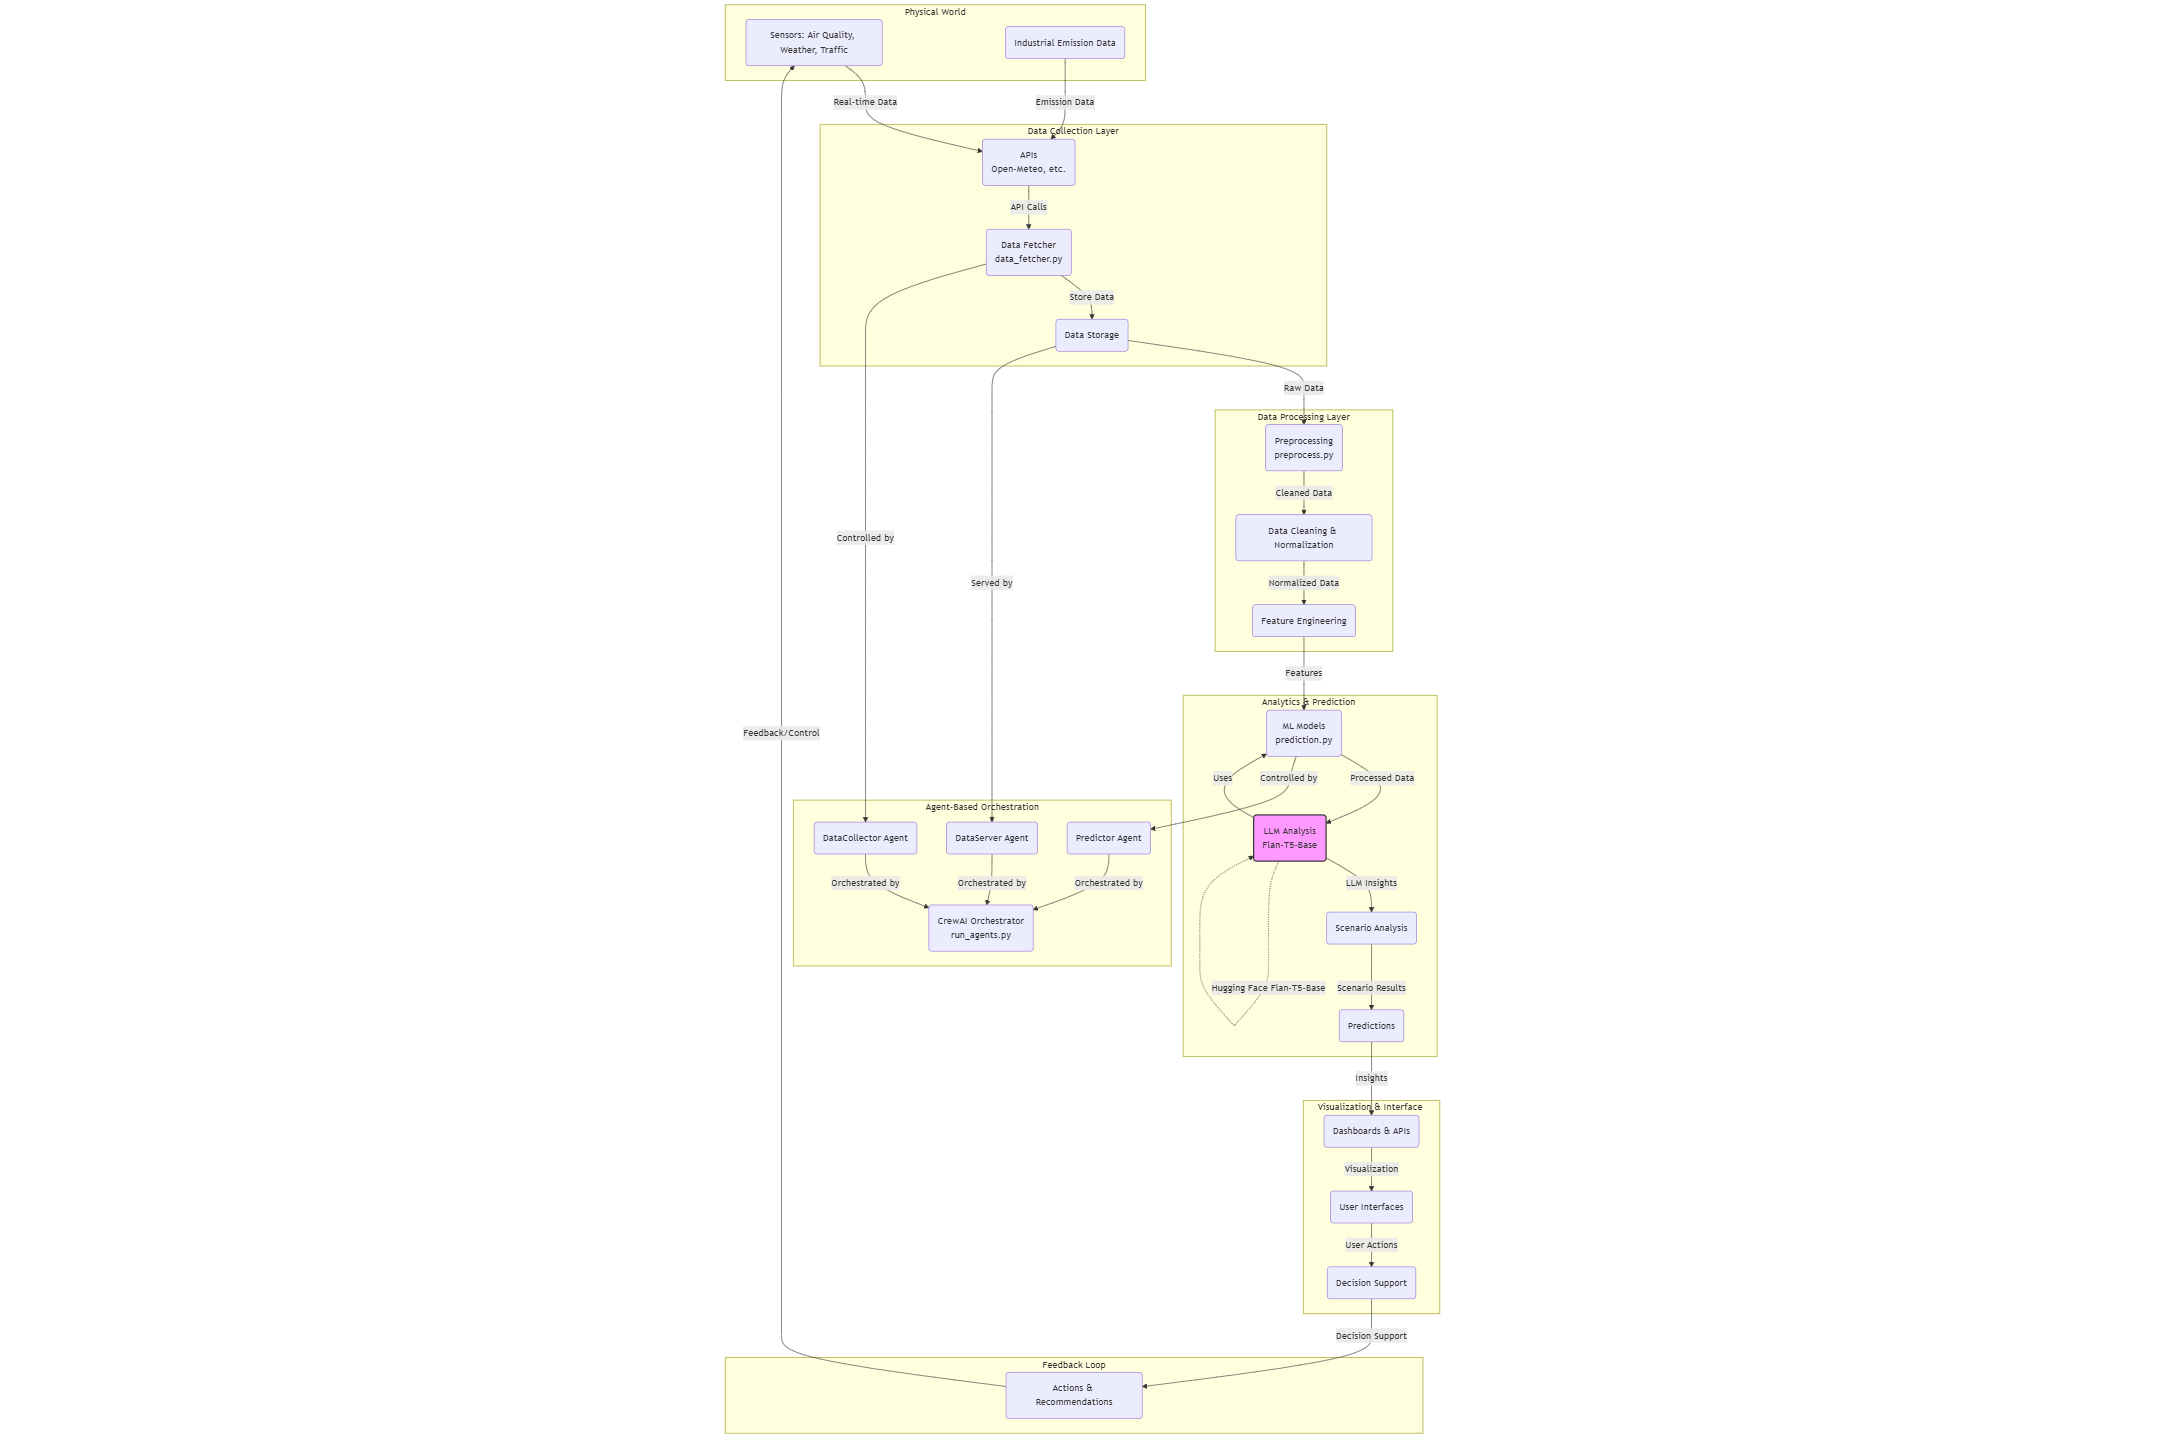 Physical World
Sensors: Air Quality,
Weather, Traffic
Industrial Emission Data
Real-time Data
Emission Data
Data Collection Layer
APIs
Open-Meteo, etc.
API Calls
Data Fetcher
data_fetcher.py
Store Data
Data Storage
Raw Data
Data Processing Layer
Preprocessing
preprocess.py
Cleaned Data
Data Cleaning &
Normalization
Controlled by
Served by
Normalized Data
Feature Engineering
Features
Analytics & Prediction
ML Models
prediction.py
Feedback/Control
Uses
Controlled by
Processed Data
Agent-Based Orchestration
DataCollector Agent
DataServer Agent
Predictor Agent
LLM Analysis
Flan-T5-Base
Orchestrated by
Orchestrated by
Orchestrated by
LLM Insights
CrewAI Orchestrator
run_agents.py
Scenario Analysis
Hugging Face Flan-T5-Base
Scenario Results
Predictions
Insights
Visualization & Interface
Dashboards & APIs
Visualization
User Interfaces
User Actions
Decision Support
Decision Support
Feedback Loop
Actions &
Recommendations